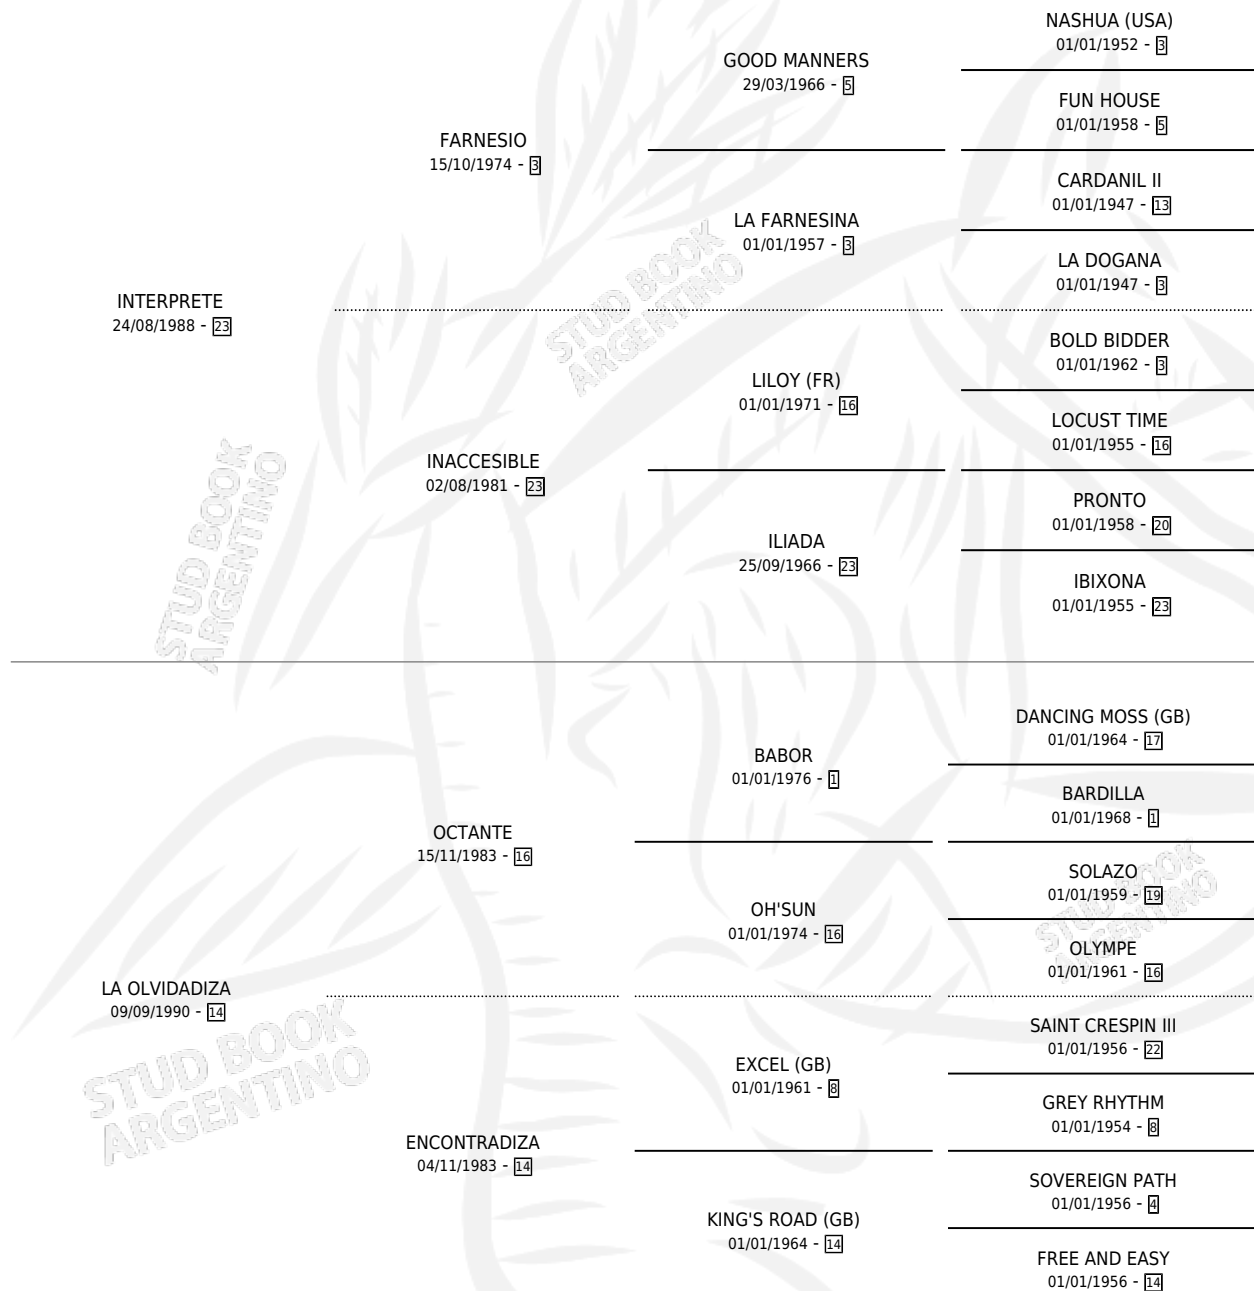 NASHUA (USA)
01/01/1952 - 3
GOOD MANNERS
29/03/1966 - 5
FUN HOUSE
01/01/1958 - 5
FARNESIO
15/10/1974 - 3
CARDANIL II
01/01/1947 - 13
LA FARNESINA
01/01/1957 - 3
LA DOGANA
01/01/1947 - 3
INTERPRETE
24/08/1988 - 23
STUD BOOK
ARGENTINO
BOLD BIDDER
01/01/1962 - 3
LILOY (FR)
01/01/1971 - 16
LOCUST TIME
01/01/1955 - 16
INACCESIBLE
02/08/1981 - 23
PRONTO
01/01/1958 - 20
ILIADA
25/09/1966 - 23
IBIXONA
01/01/1955 - 23
STUD BOOK
ARGENTINO
DANCING MOSS (GB)
01/01/1964 - 17
BABOR
01/01/1976 - 1
BARDILLA
01/01/1968 - 1
OCTANTE
15/11/1983 - 16
SOLAZO
01/01/1959 - 19
OH'SUN
01/01/1974 - 16
STUD BOOK
ARGENTINO
OLYMPE
01/01/1961 - 16
LA OLVIDADIZA
09/09/1990 - 14
STUD BOOK
ARGENTINO
SAINT CRESPIN III
01/01/1956 - 22
EXCEL (GB)
01/01/1961 - 8
GREY RHYTHM
01/01/1954 - 8
ENCONTRADIZA
04/11/1983 - 14
SOVEREIGN PATH
01/01/1956 - 4
KING'S ROAD (GB)
01/01/1964 - 14
FREE AND EASY
01/01/1956 - 14